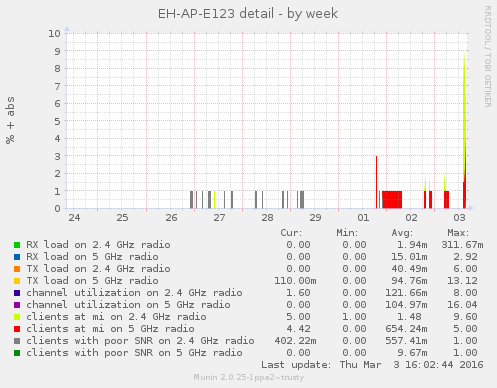 EH-AP-E123 detail - by week
RRDTOOL / TOBI OETIKER
% + abs
10
9
8
7
6
5
4
3
2
1
0
24 25 26 27 28 29 01 02 03
Cur: Min: Avg: Max:
RX load on 2.4 GHz radio 0.00 0.00 1.94m 311.67m
RX load on 5 GHz radio 0.00 0.00 15.01m 2.92
TX load on 2.4 GHz radio 0.00 0.00 40.49m 6.00
TX load on 5 GHz radio 110.00m 0.00 94.76m 13.12
channel utilization on 2.4 GHz radio 1.60 0.00 121.66m 8.00
channel utilization on 5 GHz radio 0.00 0.00 104.97m 16.04
clients at mi on 2.4 GHz radio 5.00 1.00 1.48 9.60
clients at mi on 5 GHz radio 4.42 0.00 654.24m 5.00
clients with poor SNR on 2.4 GHz radio 402.22m 0.00 557.41m 1.00
clients with poor SNR on 5 GHz radio 0.00 0.00 9.67m 1.00
Last update: Thu Mar 3 16:02:44 2016
Munin 2.0.25-1ppa2~trusty